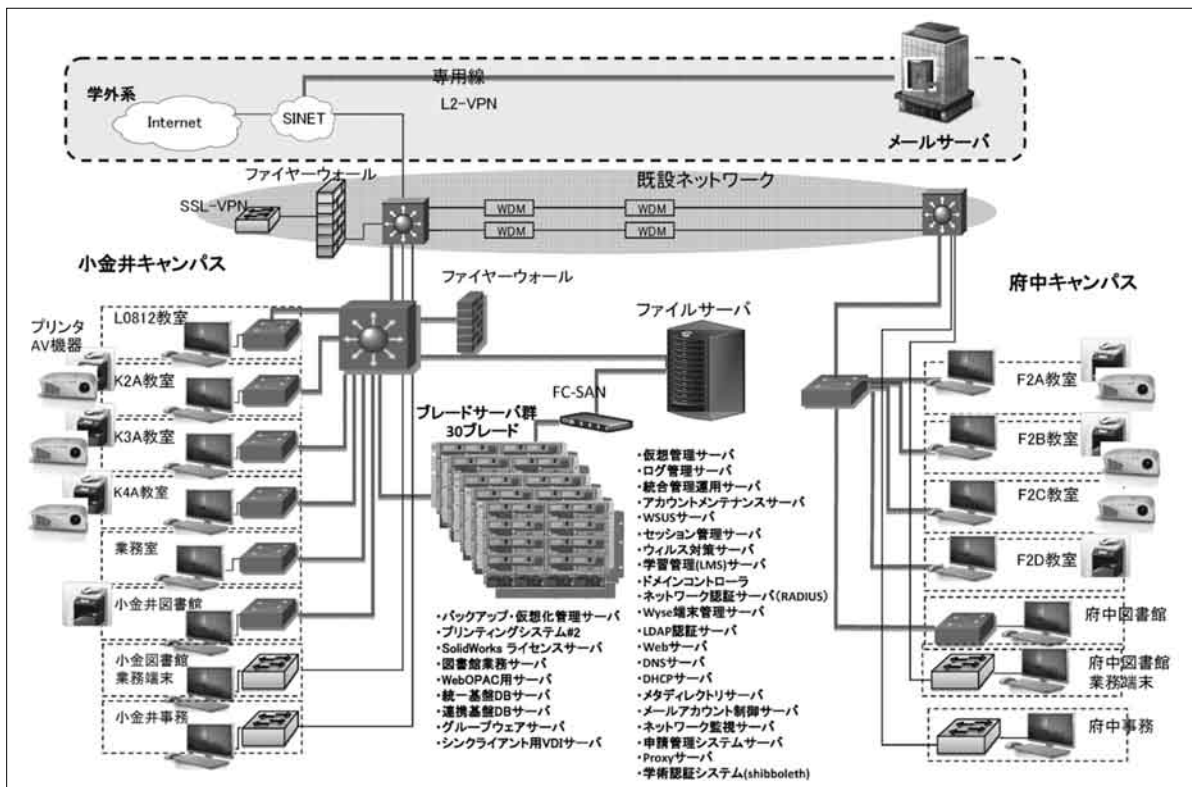 学外系
Internet
SINET
専用線
L2-VPN
メールサーバ
ファイヤーウォール
SSL-VPN
既設ネットワーク
WDM
WDM
WDM
WDM
小金井キャンパス
ファイヤーウォール
府中キャンパス
プリンタ
AV機器
L0812教室
K2A教室
K3A教室
K4A教室
業務室
小金井図書館
小金図書館
業務端末
小金井事務
ファイルサーバ
FC-SAN
ブレードサーバ群
30ブレード
・バックアップ・仮想化管理サーバ
・プリンティングシステム#2
・SolidWorks ライセンスサーバ
・図書館業務サーバ
・WebOPAC用サーバ
・統一基盤DBサーバ
・連携基盤DBサーバ
・グループウェアサーバ
・シンクライアント用VDIサーバ
・仮想管理サーバ
・ログ管理サーバ
・統合管理運用サーバ
・アカウントメンテナンスサーバ
・WSUSサーバ
・セッション管理サーバ
・ウィルス対策サーバ
・学習管理(LMS)サーバ
・ドメインコントローラ
・ネットワーク認証サーバ(RADIUS)
・Wyse端末管理サーバ
・LDAP認証サーバ
・Webサーバ
・DNSサーバ
・DHCPサーバ
・メタディレクトリサーバ
・メールアカウント制御サーバ
・ネットワーク監視サーバ
・申請管理システムサーバ
・Proxyサーバ
・学術認証システム(shibboleth)
F2A教室
F2B教室
F2C教室
F2D教室
府中図書館
府中図書館
業務端末
府中事務